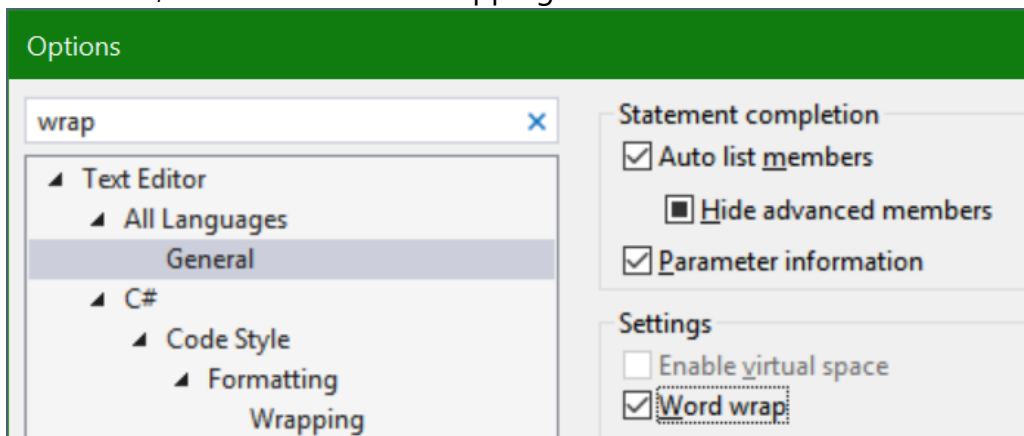 Options
wrap
Text Editor
All Languages
General
C#
Code Style
Formatting
Wrapping
Statement completion
Auto list members
Hide advanced members
Parameter information
Settings
Enable virtual space
Word wrap